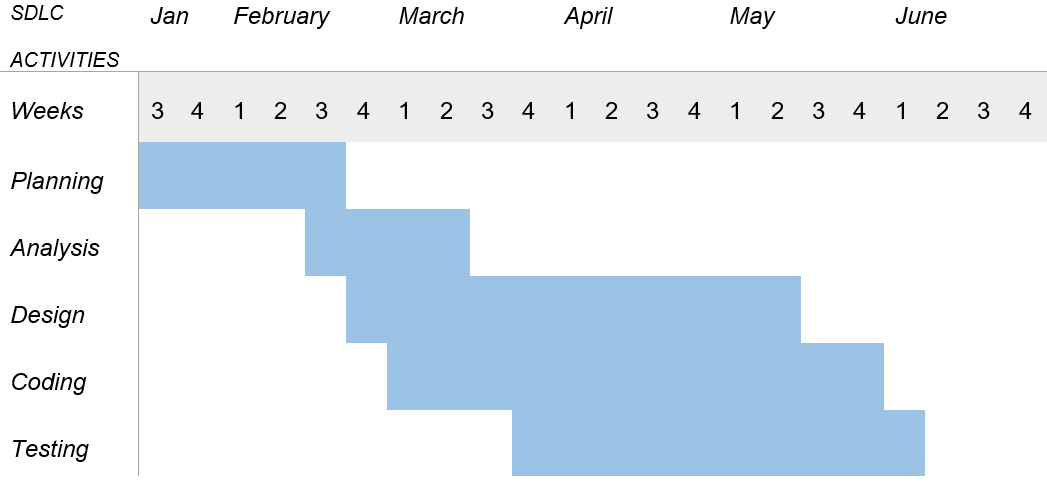 SDLC Jan February March April May June
ACTIVITIES
Weeks 3 4 1 2 3 4 1 2 3 4 1 2 3 4 1 2 3 4 1 2 3 4
Planning
Analysis
Design
Coding
Testing